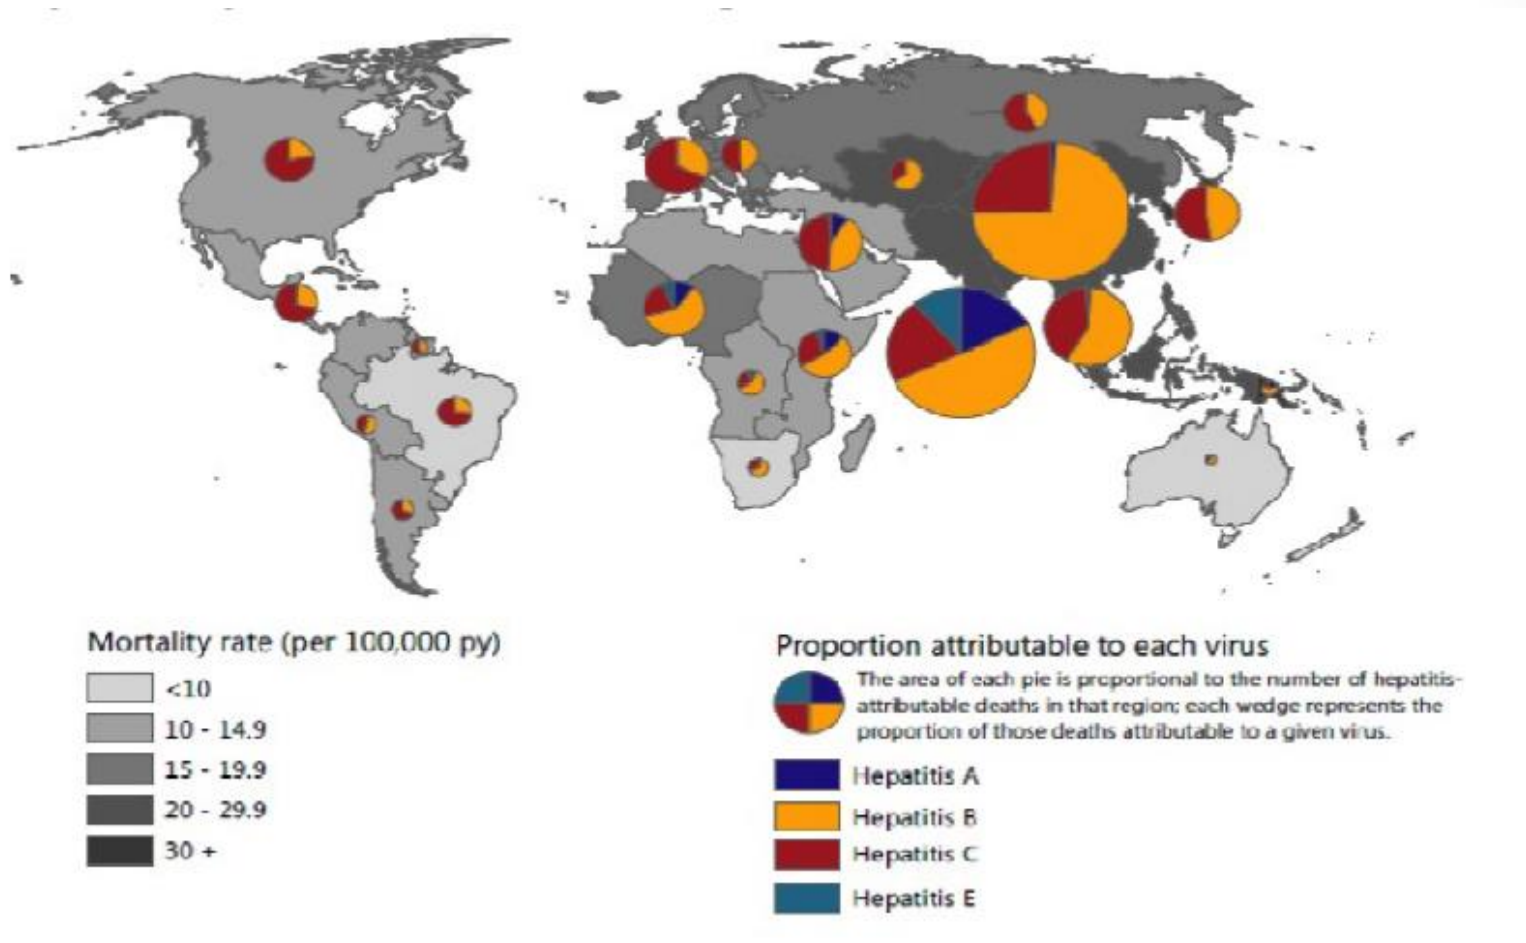 Mortality rate (per 100,000 py)
<10
10 - 14.9
15 - 19.9
20 - 29.9
30 +
Proportion attributable to each virus
The area of each pie is proportional to the number of hepatitis-
attributable deaths in that region; each wedge represents the
proportion of those deaths attributable to a given virus.
Hepatitis A
Hepatitis B
Hepatitis C
Hepatitis E